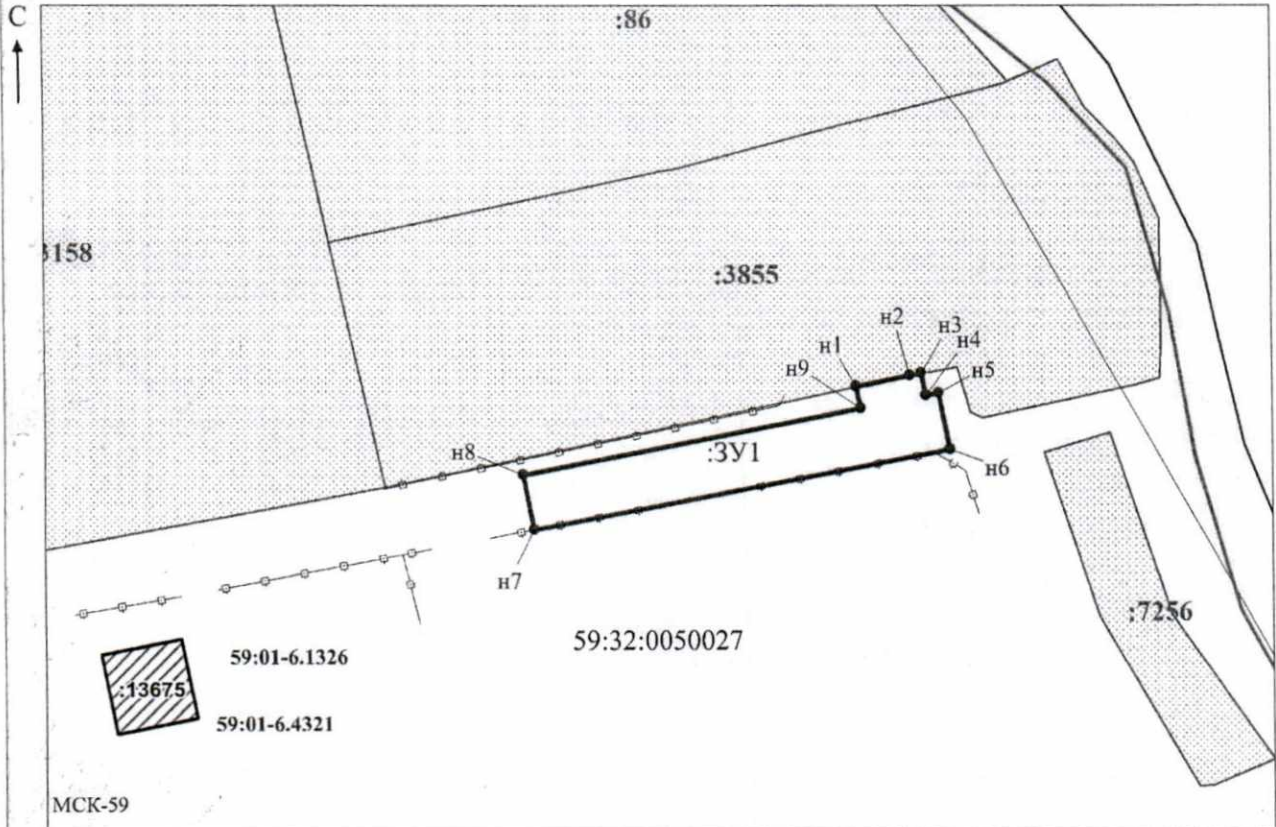 С
:86
:3855
н2
н3
н4
н1
н5
н9
н8
:ЗУ1
н6
н7
:7256
59:32:0050027
59:01-6.1326
:13675
59:01-6.4321
МСК-59